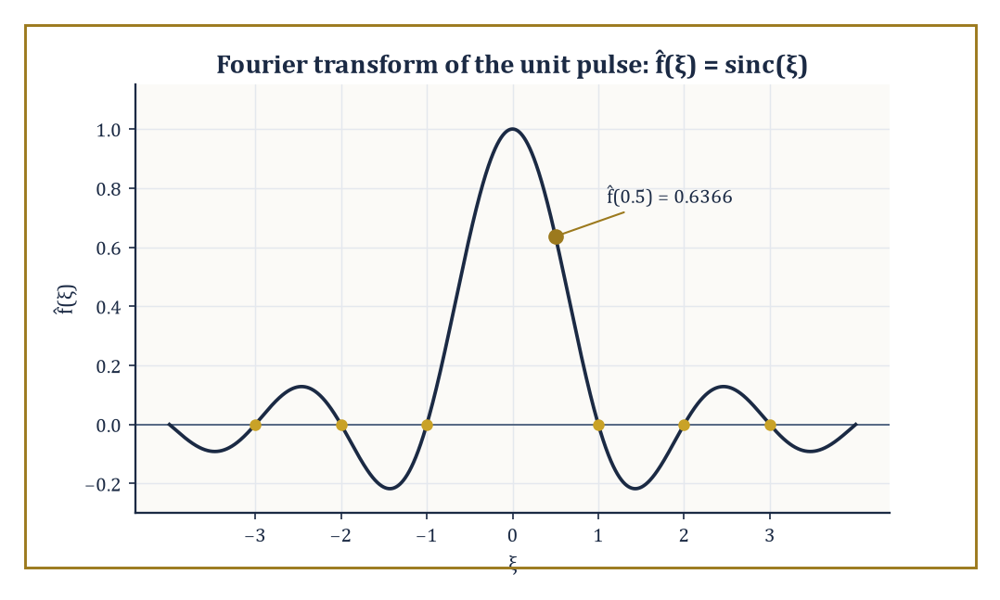 Fourier transform of the unit pulse: f̂(ξ) = sinc(ξ)
1.0
0.8
f̂(0.5) = 0.6366
0.6
f̂(ξ)
0.4
0.2
0.0
−0.2
−3 −2 −1 0 1 2 3
ξ